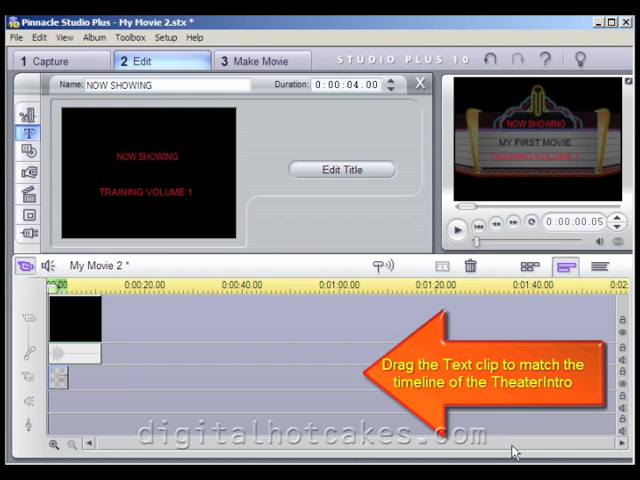 Pinnacle Studio Plus - My Movie 2.stx *
File Edit View Album Toolbox Setup Help
1 Capture 2 Edit 3 Make Movie STUDIO PLUS 10
Name: NOW SHOWING Duration: 0:00:04.00 X
NOW SHOWING
TRAINING VOLUME 1
Edit Title
NOW SHOWING
MY FIRST MOVIE
TRAINING VOLUME 1
0:00:00.05
My Movie 2 *
0:00:20.00 0:00:40.00 0:01:00.00 0:01:20.00 0:01:40.00
Drag the Text clip to match the
timeline of the TheaterIntro
digitalhotcakes.com